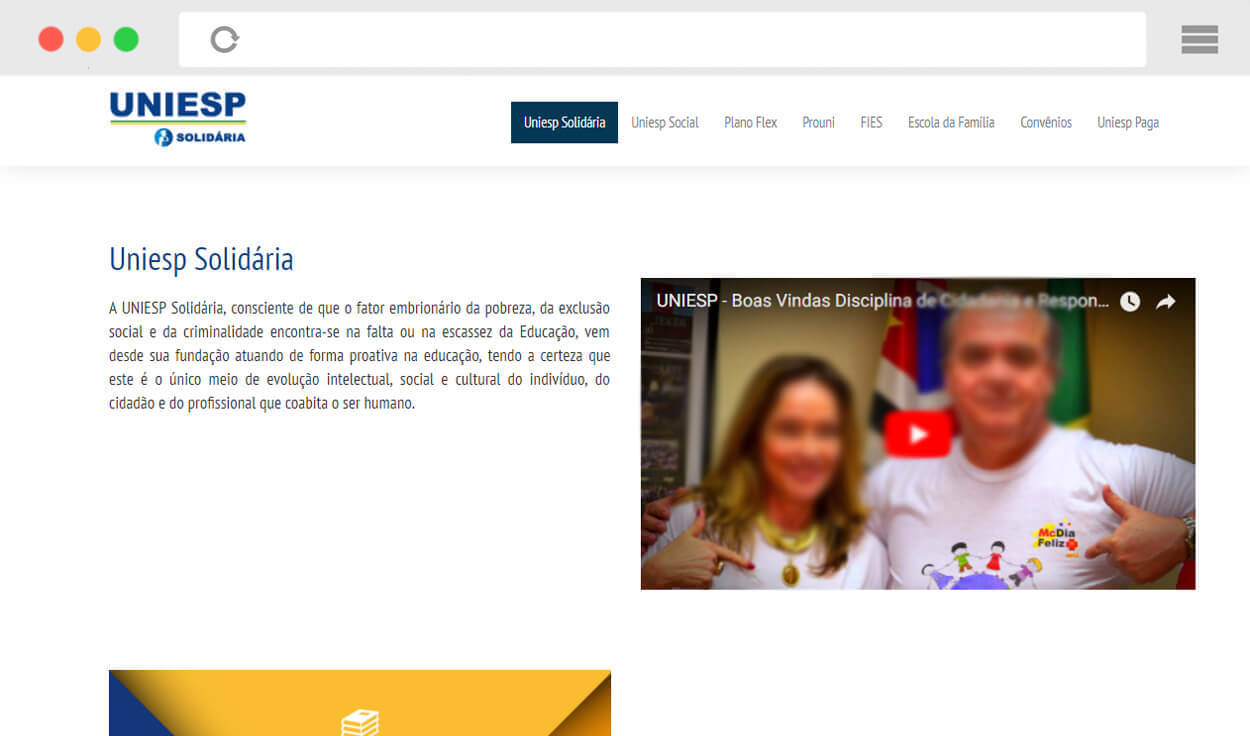 UNIESP
SOLIDÁRIA
Uniesp Solidária
Uniesp Social
Plano Flex
Prouni
FIES
Escola da Família
Convênios
Uniesp Paga
Uniesp Solidária
A UNIESP Solidária, consciente de que o fator embrionário da pobreza, da exclusão
social e da criminalidade encontra-se na falta ou na escassez da Educação, vem
desde sua fundação atuando de forma proativa na educação, tendo a certeza que
este é o único meio de evolução intelectual, social e cultural do indivíduo, do
cidadão e do profissional que coabita o ser humano.
UNIESP - Boas Vindas Disciplina de Cidadania e Respon...
McDia
Feliz